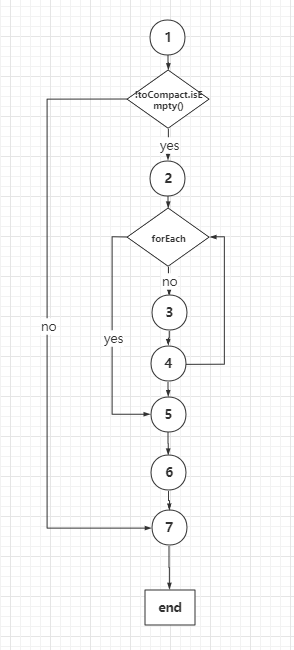 1
!toCompact.isE
mpty()
yes
2
forEach
no
3
no
yes
4
5
6
7
end